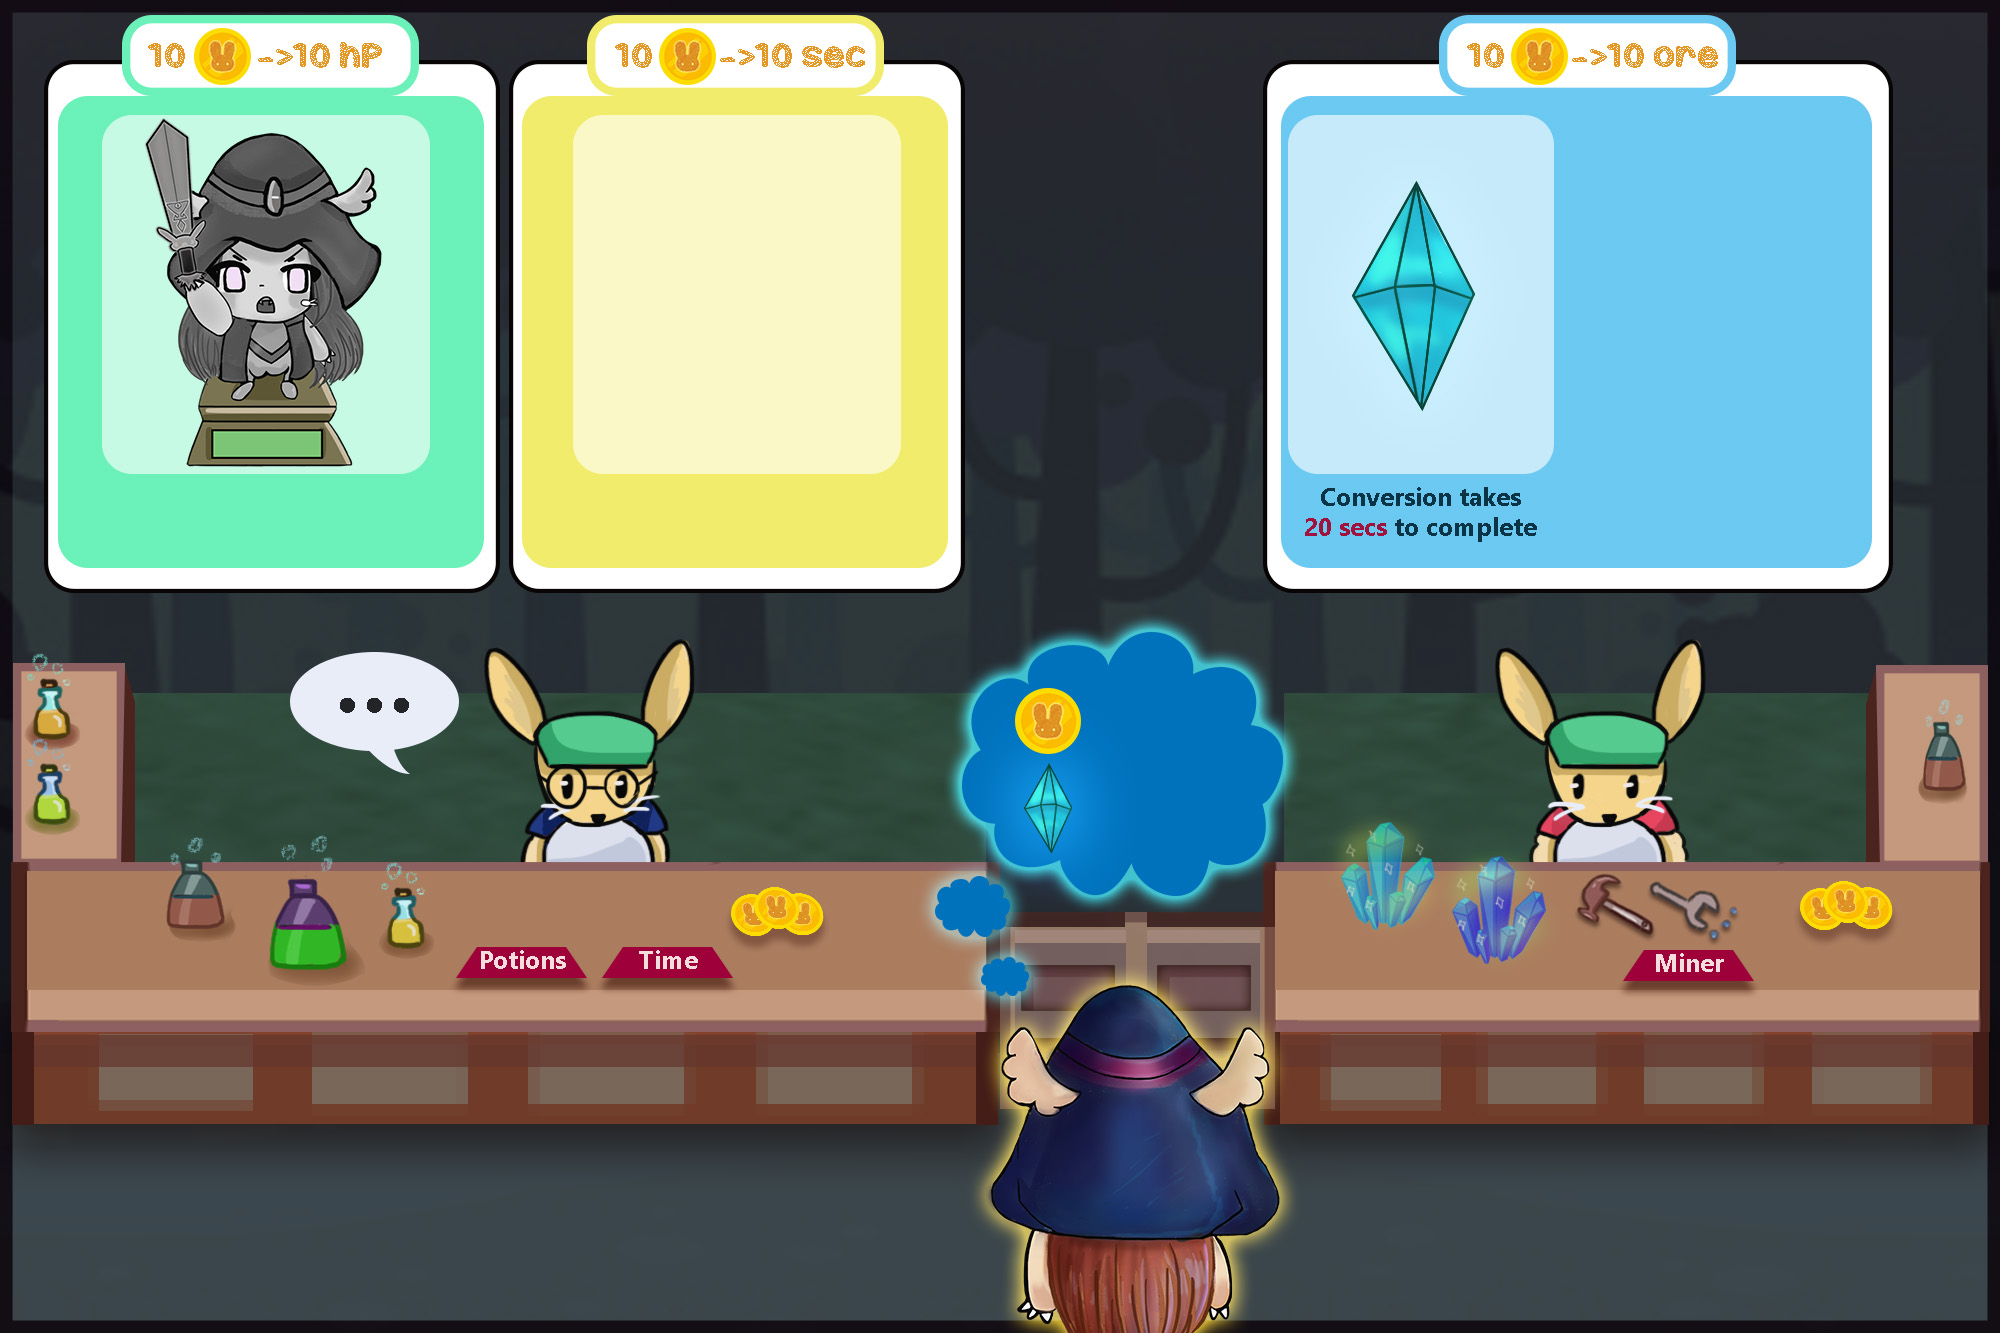 10 ->10 hp
10 ->10 sec
10 ->10 ore
Conversion takes
20 secs to complete
...
Potions
Time
Miner